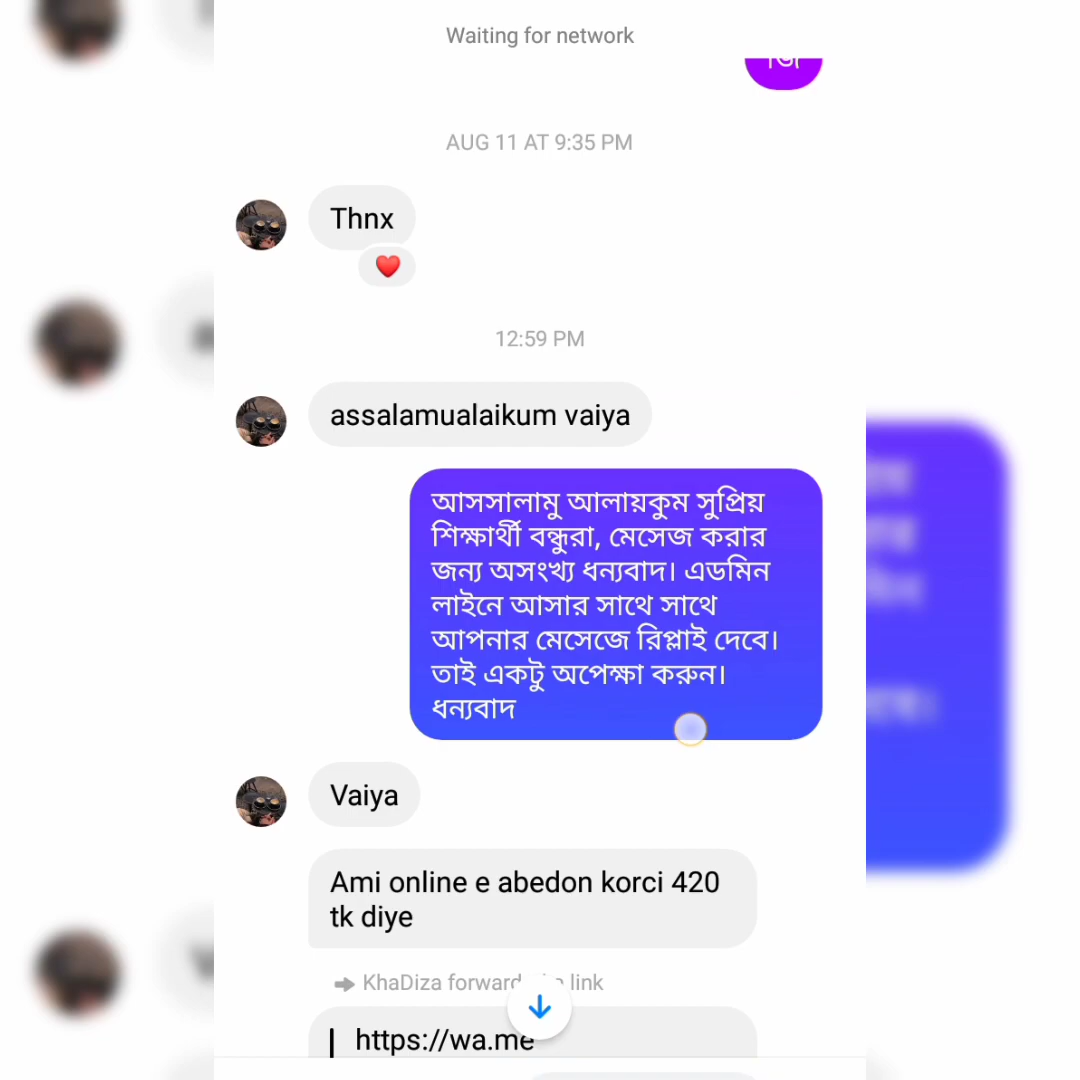 Waiting for network
AUG 11 AT 9:35 PM
Thnx
12:59 PM
assalamualaikum vaiya
আসসালামু আলায়কুম সুপ্রিয়
শিক্ষার্থী বন্ধুরা, মেসেজ করার
জন্য অসংখ্য ধন্যবাদ। এডমিন
লাইনে আসার সাথে সাথে
আপনার মেসেজে রিপ্লাই দেবে।
তাই একটু অপেক্ষা করুন।
ধন্যবাদ
Vaiya
Ami online e abedon korci 420
tk diye
KhaDiza link
https://wa.me